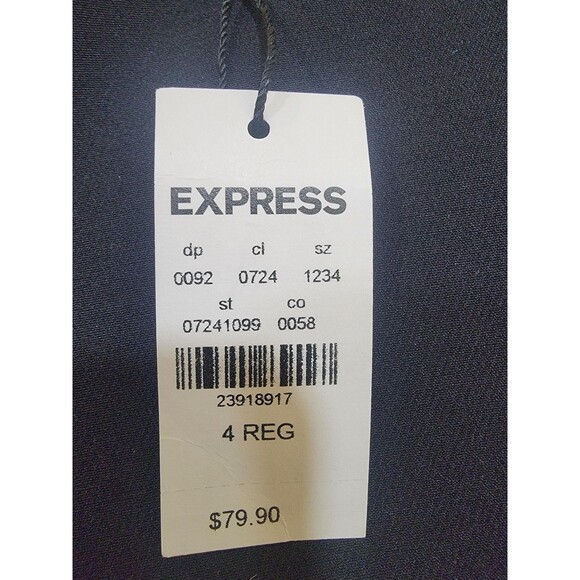 EXPRESS
dp cl sz
0092 0724 1234
st co
07241099 0058
23918917
4 REG
$79.90